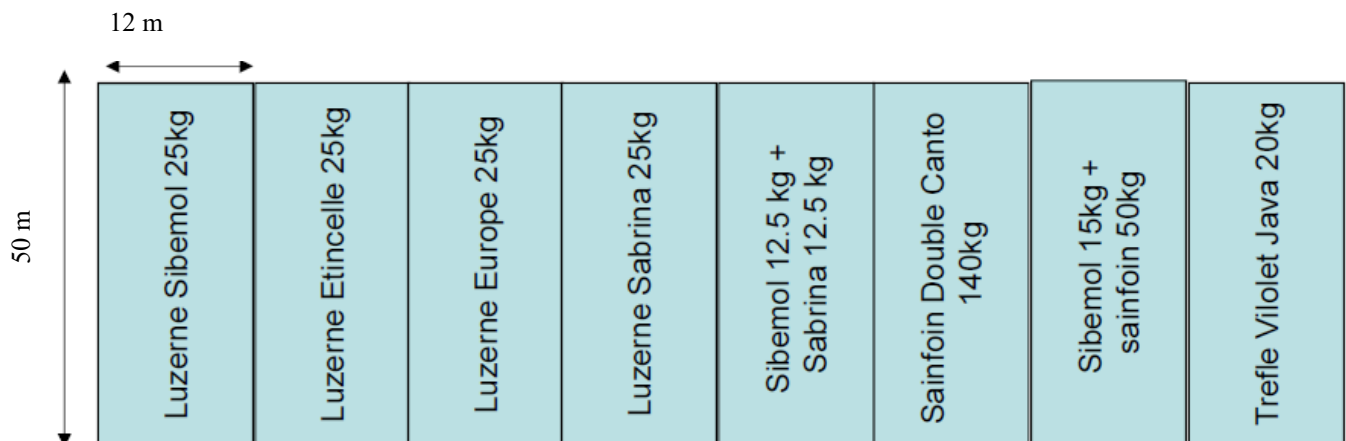 12 m
50 m
Luzerne Sibemol 25kg
Luzerne Etincelle 25kg
Luzerne Europe 25kg
Luzerne Sabrina 25kg
Sibemol 12.5 kg +
Sabrina 12.5 kg
Sainfoin Double Canto
140kg
Sibemol 15kg +
sainfoin 50kg
Trefle Vilolet Java 20kg